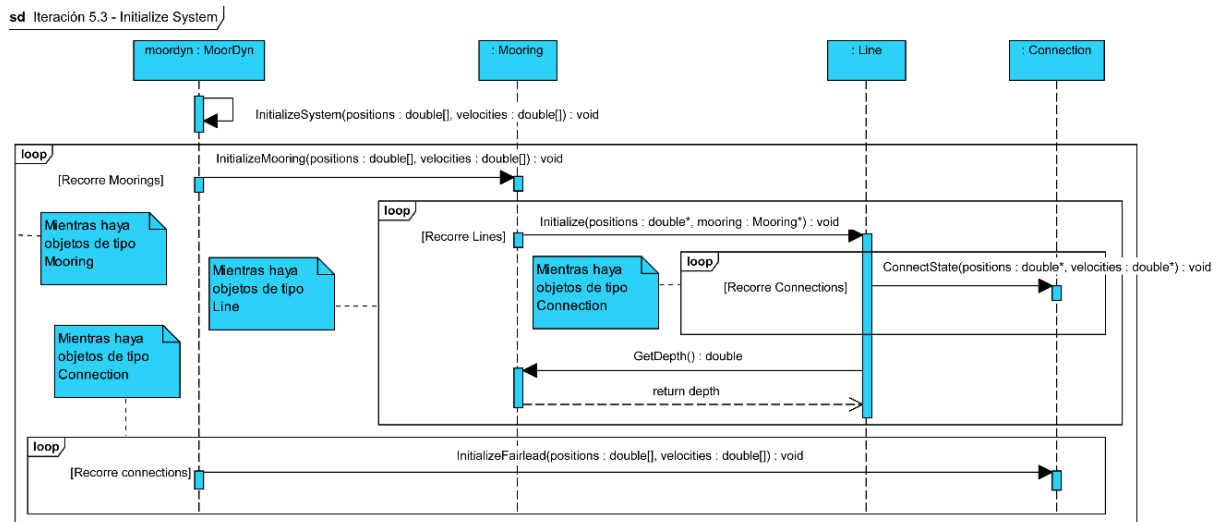 sd Iteración 5.3 - Initialize System
moordyn : MoorDyn
: Mooring
: Line
: Connection
InitializeSystem(positions : double[], velocities : double[]) : void
loop
InitializeMooring(positions : double[], velocities : double[]) : void
[Recorre Moorings]
Mientras haya
objetos de tipo
Mooring
loop
Initialize(positions : double*, mooring : Mooring*) : void
[Recorre Lines]
Mientras haya
objetos de tipo
Line
Mientras haya
objetos de tipo
Connection
loop
ConnectState(positions : double*, velocities : double*) : void
[Recorre Connections]
Mientras haya
objetos de tipo
Connection
GetDepth() : double
return depth
loop
InitializeFairlead(positions : double[], velocities : double[]) : void
[Recorre connections]